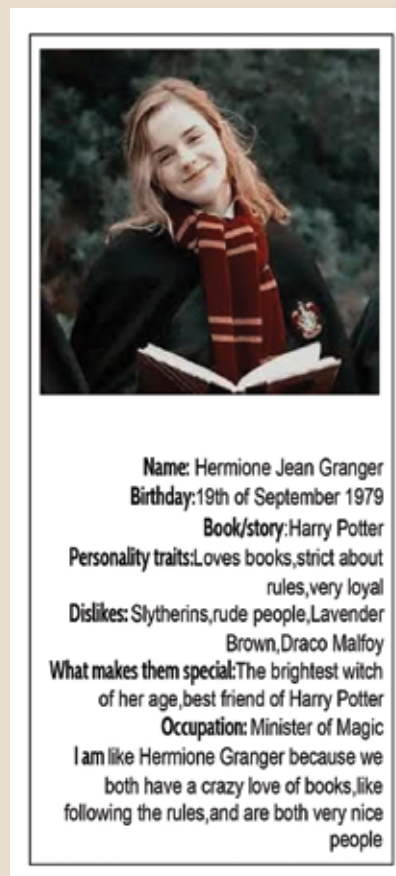 Name: Hermione Jean Granger
Birthday:19th of September 1979
Book/story:Harry Potter
Personality traits:Loves books,strict about
rules,very loyal
Dislikes: Slytherins,rude people,Lavender
Brown,Draco Malfoy
What makes them special:The brightest witch
of her age,best friend of Harry Potter
Occupation: Minister of Magic
I am like Hermione Granger because we
both have a crazy love of books,like
following the rules,and are both very nice
people